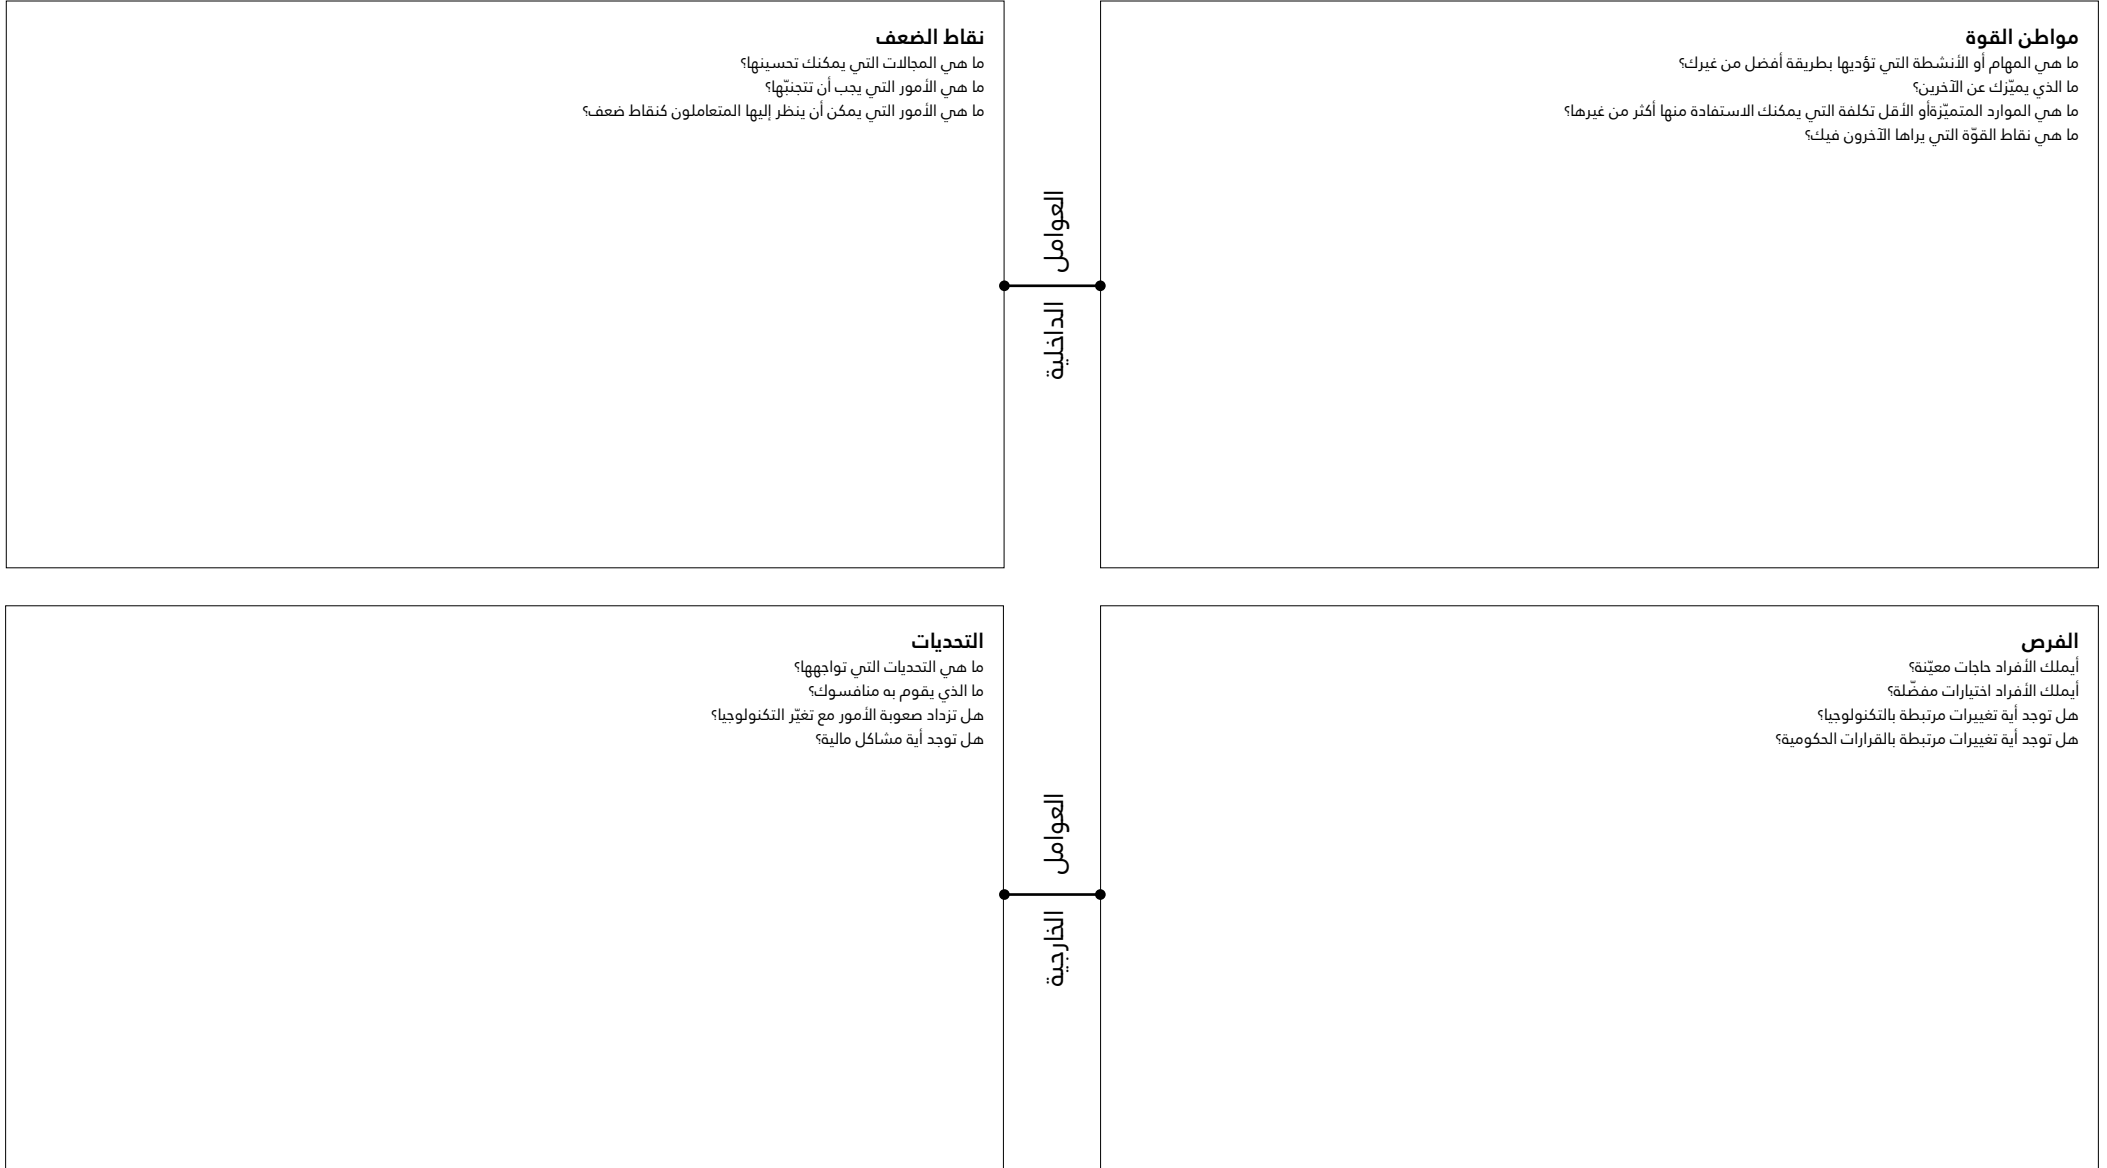 مواطن القوة
ما هي المهام أو الأنشطة التي تؤديها بطريقة أفضل من غيرك؟
ما الذي يميّزك عن الآخرين؟
ما هي الموارد المتميّزةأو الأقل تكلفة التي يمكنك الاستفادة منها أكثر من غيرها؟
ما هي نقاط القوّة التي يراها الآخرون فيك؟
العوامل
الداخلية
نقاط الضعف
ما هي المجالات التي يمكنك تحسينها؟
ما هي الأمور التي يجب أن تتجنبّها؟
ما هي الأمور التي يمكن أن ينظر إليها المتعاملون كنقاط ضعف؟
الفرص
أيملك الأفراد حاجات معيّنة؟
أيملك الأفراد اختيارات مفضّلة؟
هل توجد أية تغييرات مرتبطة بالتكنولوجيا؟
هل توجد أية تغييرات مرتبطة بالقرارات الحكومية؟
العوامل
الخارجية
التحديات
ما هي التحديات التي تواجهها؟
ما الذي يقوم به منافسوك؟
هل تزداد صعوبة الأمور مع تغيّر التكنولوجيا؟
هل توجد أية مشاكل مالية؟